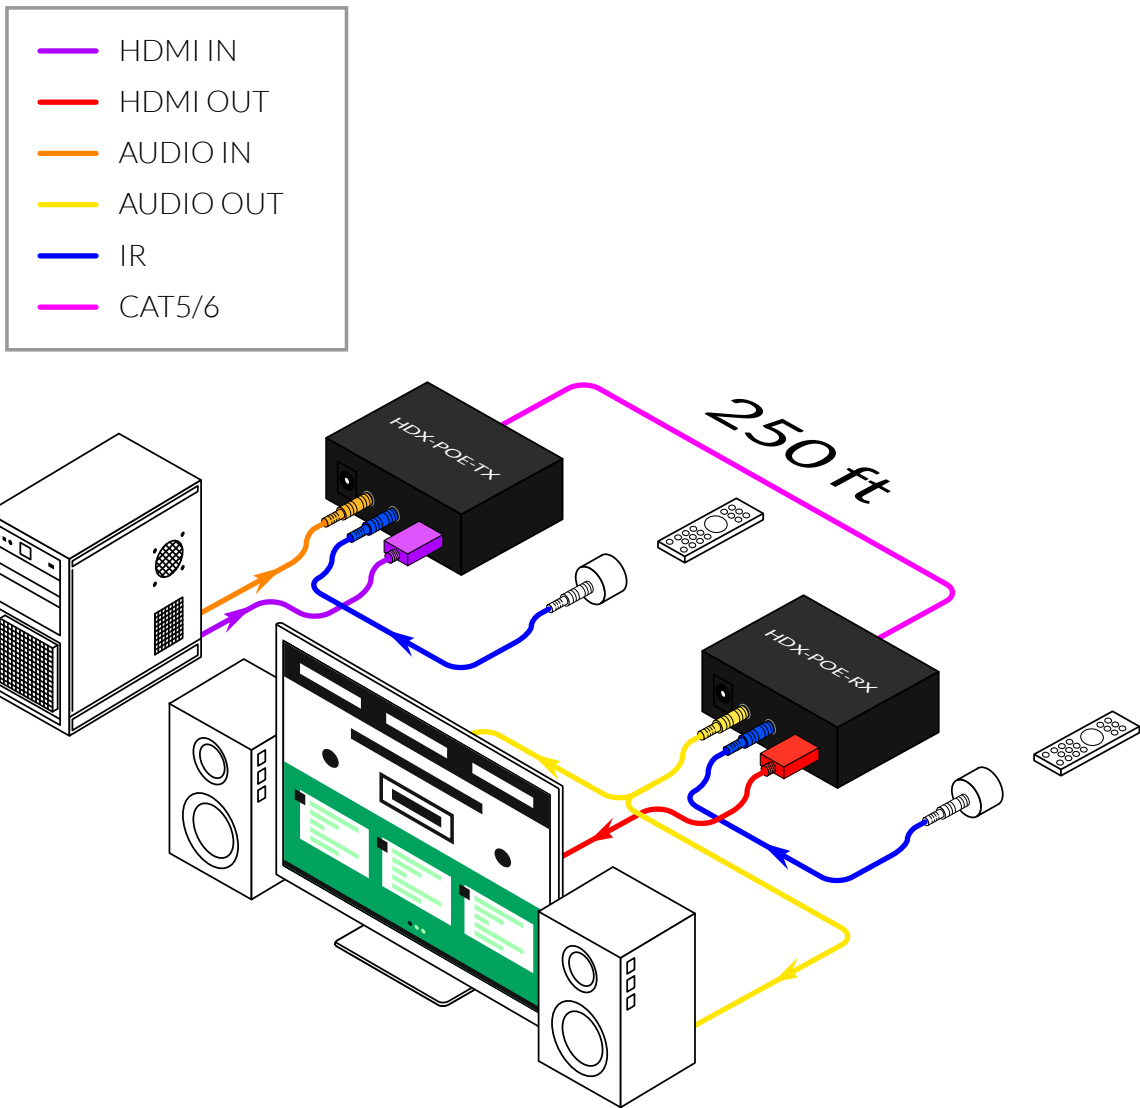 HDMI IN
HDMI OUT
AUDIO IN
AUDIO OUT
IR
CAT5/6
250 ft
HDX-POE-TX
HDX-POE-RX